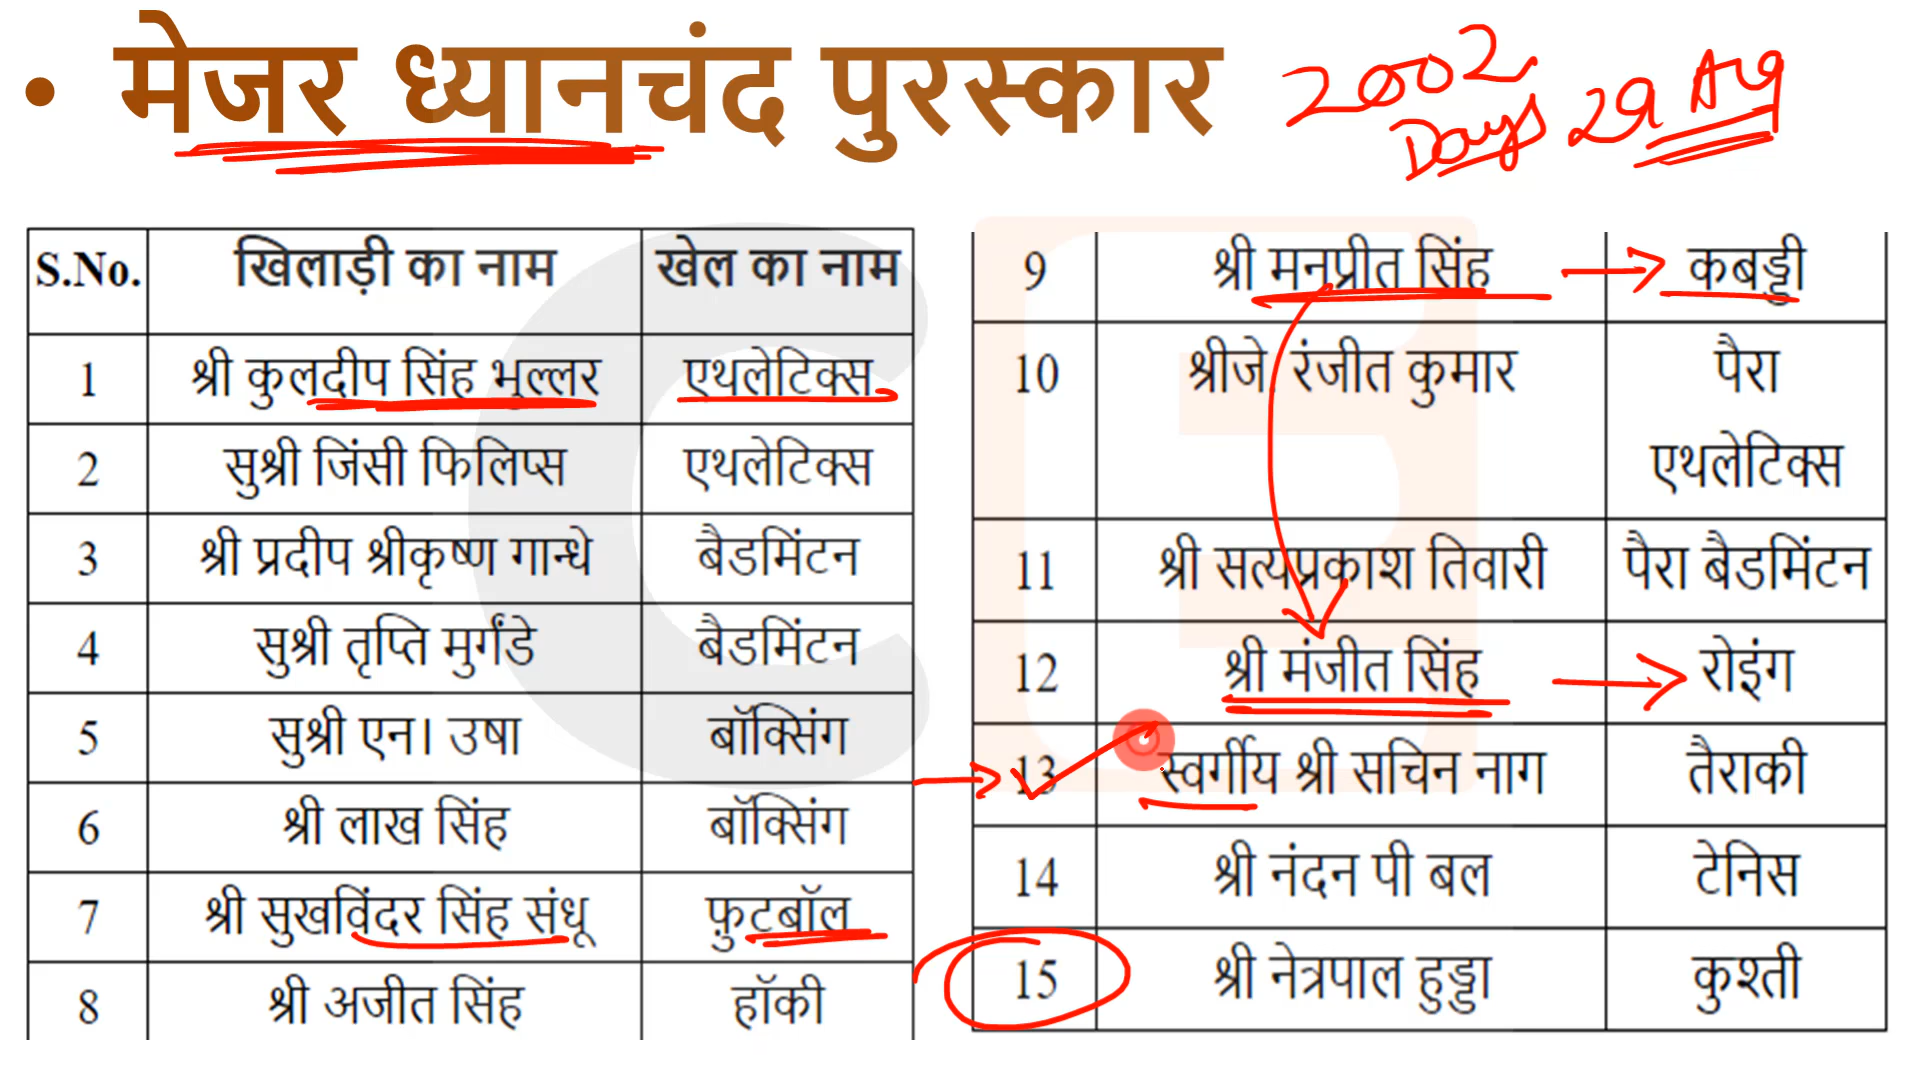 • मेजर ध्यानचंद पुरस्कार
2002
Days 29 Aug
S.No. खिलाड़ी का नाम खेल का नाम
1 श्री कुलदीप सिंह भुल्लर एथलेटिक्स
2 सुश्री जिंसी फिलिप्स एथलेटिक्स
3 श्री प्रदीप श्रीकृष्ण गान्धे बैडमिंटन
4 सुश्री तृप्ति मुर्गंडे बैडमिंटन
5 सुश्री एन। उषा बॉक्सिंग
6 श्री लाख सिंह बॉक्सिंग
7 श्री सुखविंदर सिंह संधू फ़ुटबॉल
8 श्री अजीत सिंह हॉकी
9 श्री मनप्रीत सिंह कबड्डी
10 श्रीजे रंजीत कुमार पैरा
एथलेटिक्स
11 श्री सत्यप्रकाश तिवारी पैरा बैडमिंटन
12 श्री मंजीत सिंह रोइंग
13 स्वर्गीय श्री सचिन नाग तैराकी
14 श्री नंदन पी बल टेनिस
15 श्री नेत्रपाल हुड्डा कुश्ती